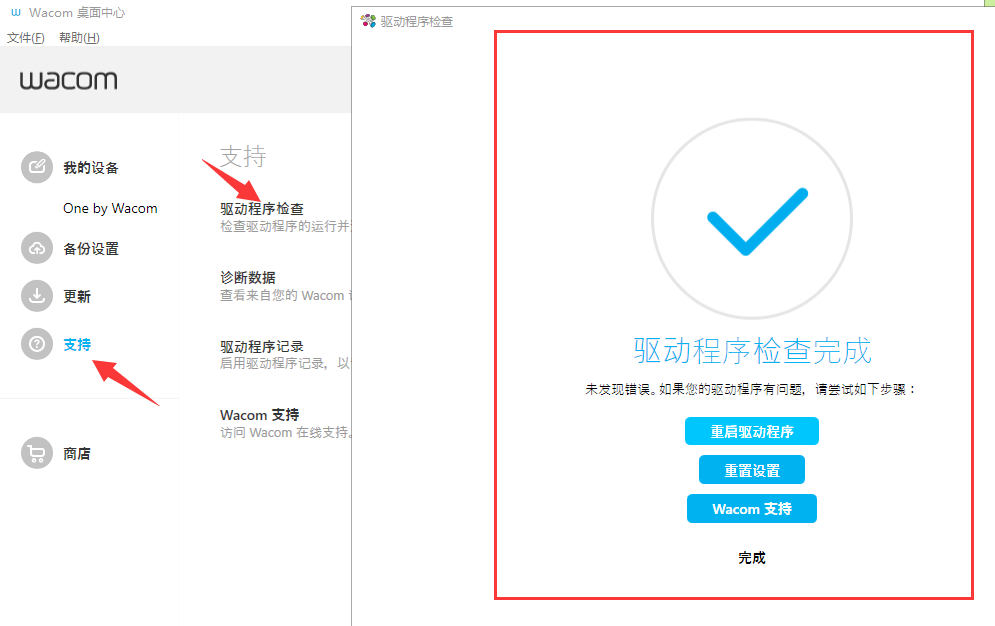 Wacom 桌面中心
文件(F) 帮助(H)
wacom
我的设备
One by Wacom
备份设置
更新
支持
商店
支持
驱动程序检查
检查驱动程序的运行并
诊断数据
查看来自您的 Wacom
驱动程序记录
启用驱动程序记录，以
Wacom 支持
访问 Wacom 在线支持。
驱动程序检查
驱动程序检查完成
未发现错误。如果您的驱动程序有问题，请尝试如下步骤：
重启驱动程序
重置设置
Wacom 支持
完成